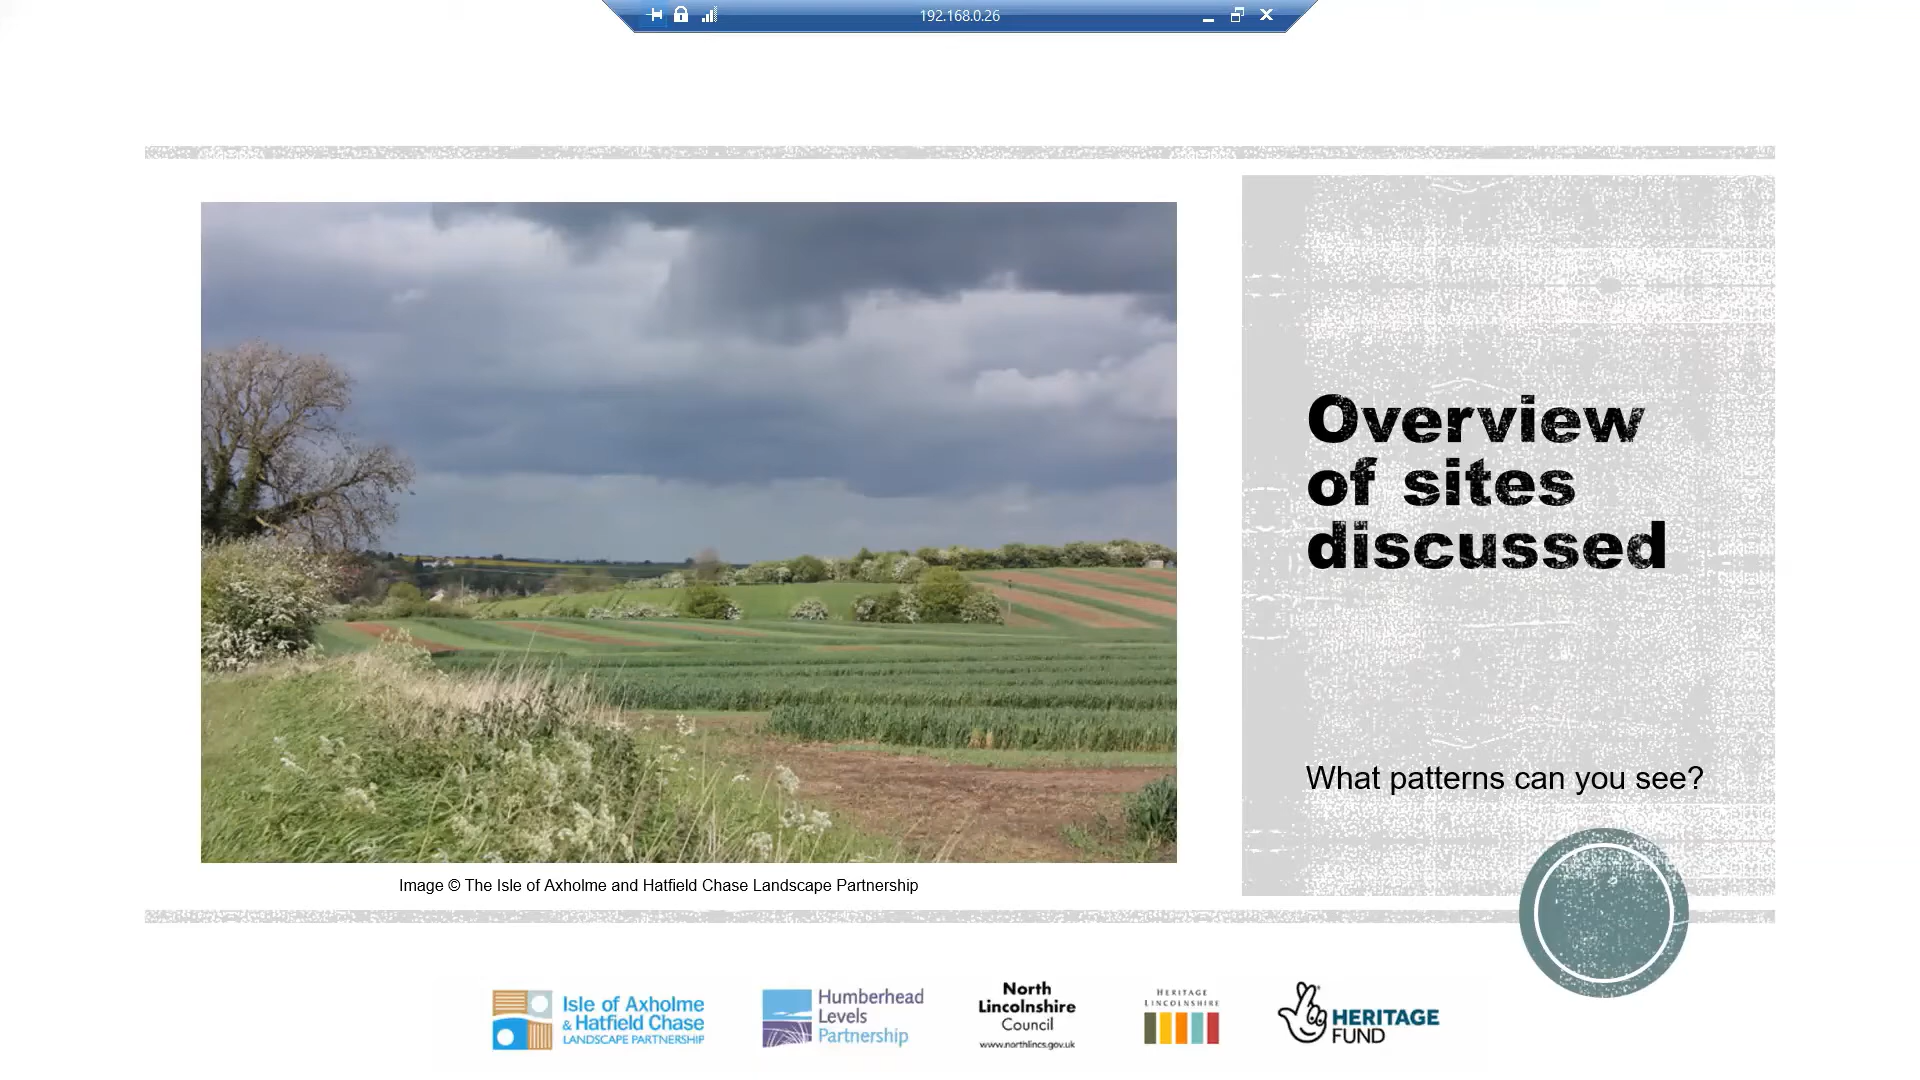 192.168.0.26
Overview
of sites
discussed
What patterns can you see?
Image © The Isle of Axholme and Hatfield Chase Landscape Partnership
Isle of Axholme
& Hatfield Chase
LANDSCAPE PARTNERSHIP
Humberhead
Levels
Partnership
North
Lincolnshire
Council
www.northlincs.gov.uk
HERITAGE
LINCOLNSHIRE
HERITAGE
FUND